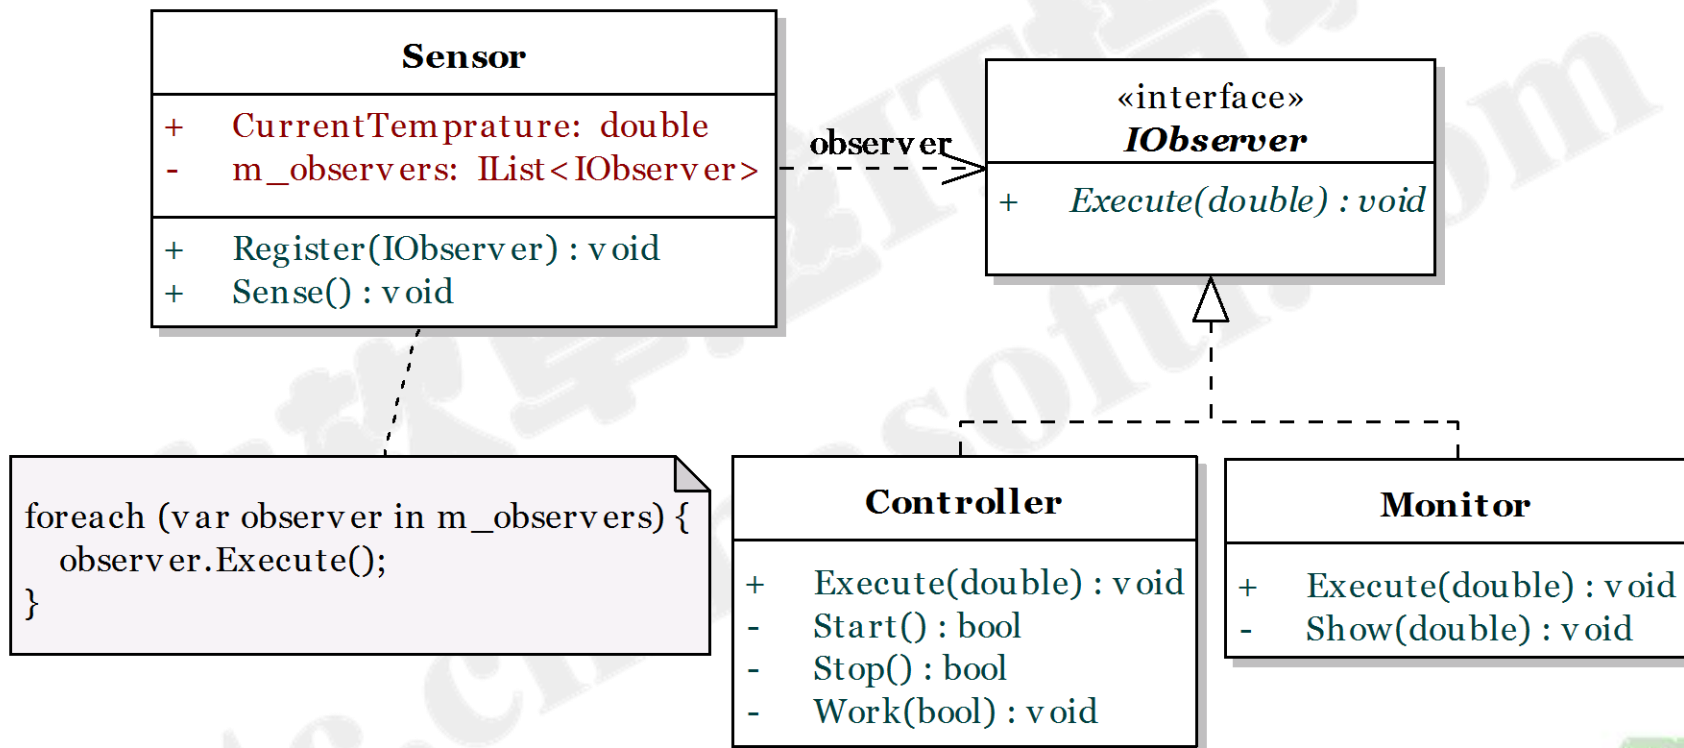 Sensor
+ CurrentTemprature: double
- m_observers: IList<IObserver>
+ Register(IObserver) : void
+ Sense() : void
observer
«interface»
IObserver
+ Execute(double) : void
foreach (var observer in m_observers) {
observer.Execute();
}
Controller
+ Execute(double) : void
- Start() : bool
- Stop() : bool
- Work(bool) : void
Monitor
+ Execute(double) : void
- Show(double) : void